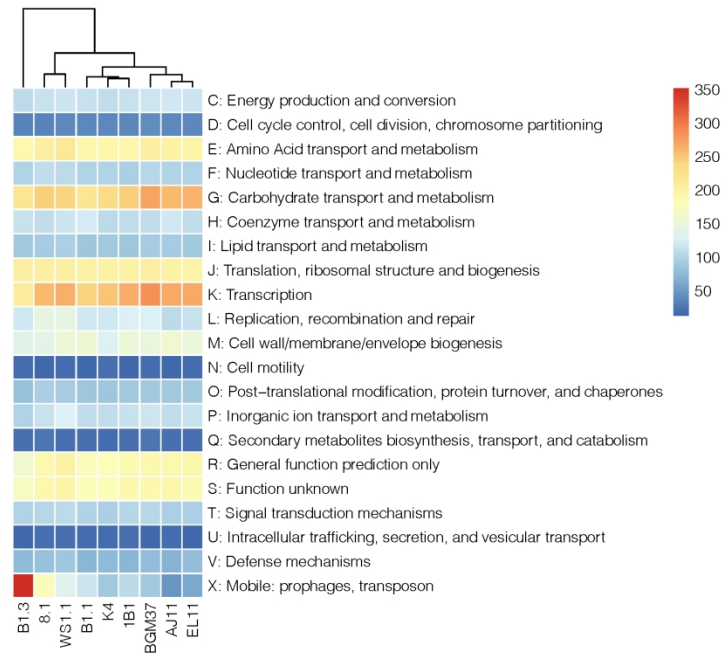 C: Energy production and conversion
D: Cell cycle control, cell division, chromosome partitioning
E: Amino Acid transport and metabolism
F: Nucleotide transport and metabolism
G: Carbohydrate transport and metabolism
H: Coenzyme transport and metabolism
I: Lipid transport and metabolism
J: Translation, ribosomal structure and biogenesis
K: Transcription
L: Replication, recombination and repair
M: Cell wall/membrane/envelope biogenesis
N: Cell motility
O: Post−translational modification, protein turnover, and chaperones
P: Inorganic ion transport and metabolism
Q: Secondary metabolites biosynthesis, transport, and catabolism
R: General function prediction only
S: Function unknown
T: Signal transduction mechanisms
U: Intracellular trafficking, secretion, and vesicular transport
V: Defense mechanisms
X: Mobile: prophages, transposon
B1.3
8.1
WS1.1
B1.1
K4
1B1
BGM37
AJ11
EL11
350
300
250
200
150
100
50